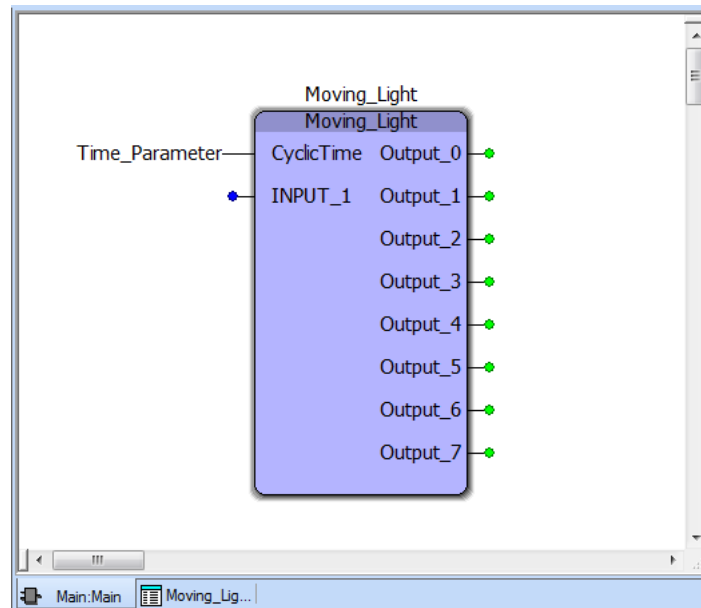 Moving_Light
Moving_Light
Time_Parameter CyclicTime Output_0
INPUT_1 Output_1
Output_2
Output_3
Output_4
Output_5
Output_6
Output_7
Main:Main Moving_Lig...